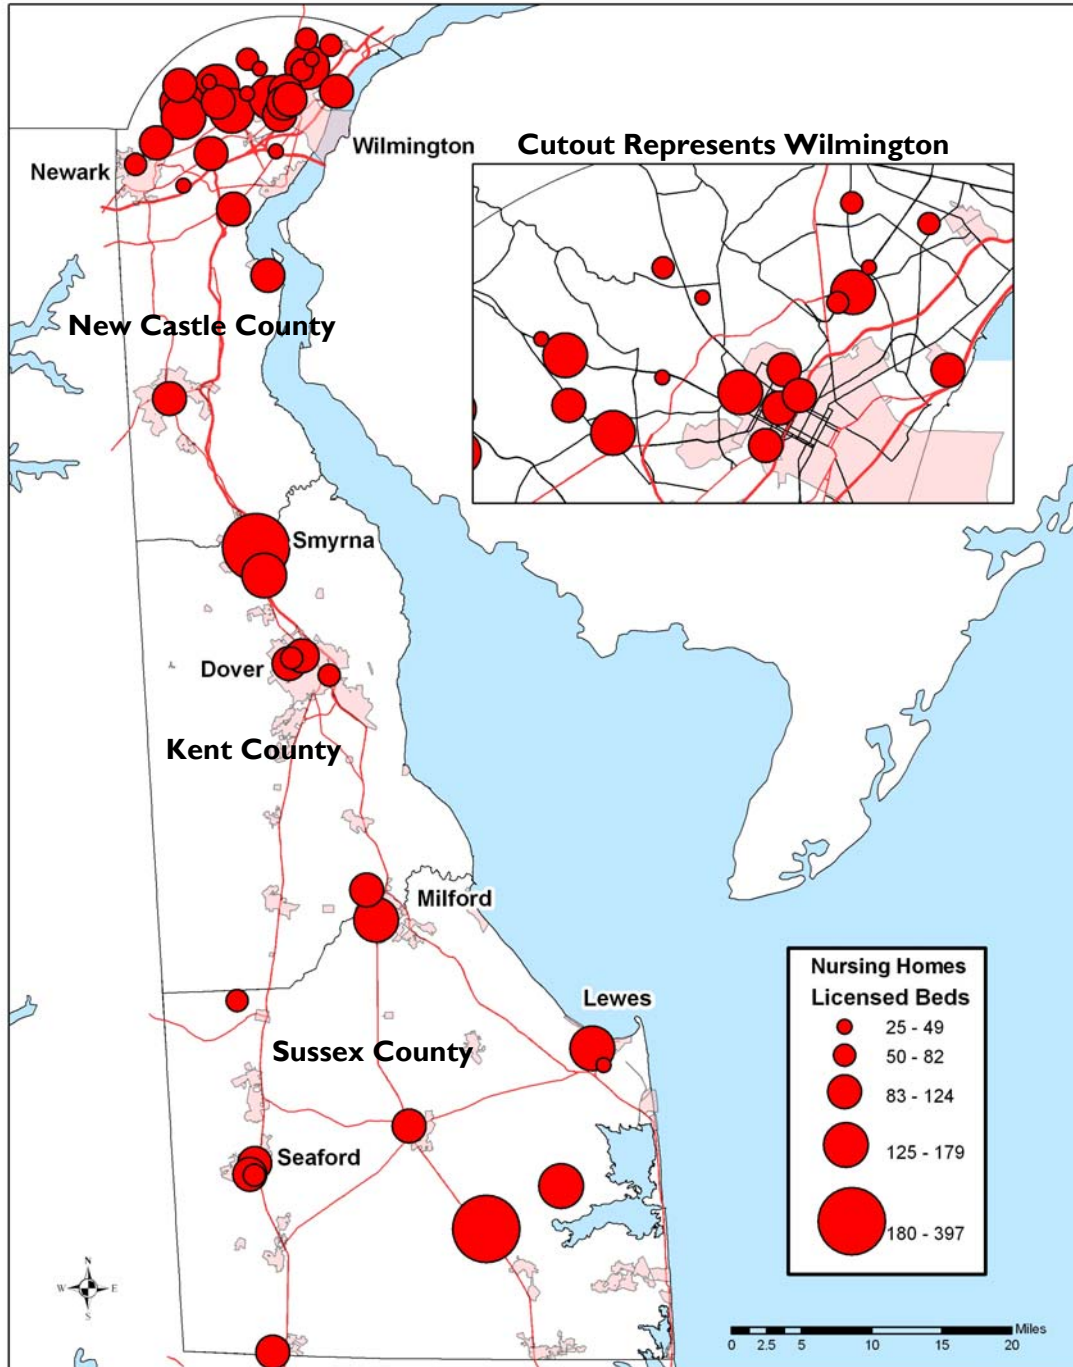 Wilmington
Cutout Represents Wilmington
Newark
New Castle County
Smyrna
Dover
Kent County
Milford
Lewes
Sussex County
Seaford
Nursing Homes
Licensed Beds
25 - 49
50 - 82
83 - 124
125 - 179
180 - 397
N
W E
S
Miles
0 2.5 5 10 15 20